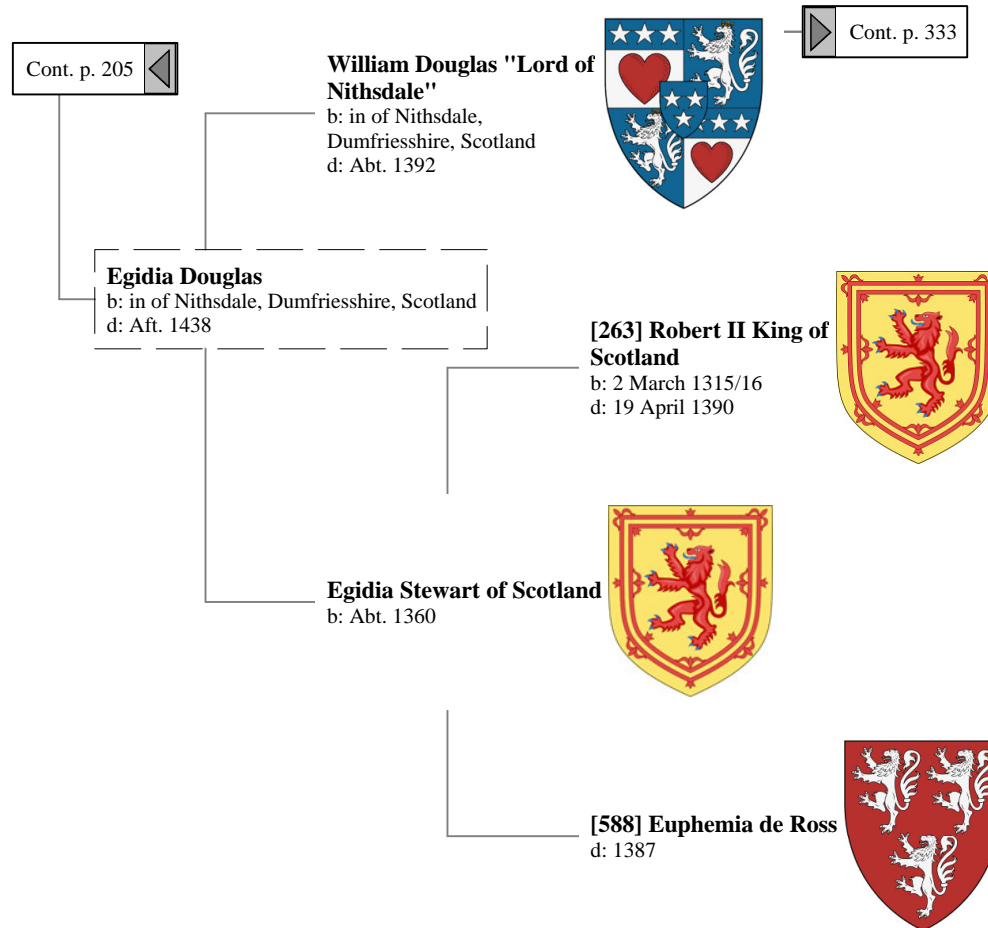 Cont. p. 333
Cont. p. 205
William Douglas "Lord of
Nithsdale"
b: in of Nithsdale,
Dumfriesshire, Scotland
d: Abt. 1392
Egidia Douglas
b: in of Nithsdale, Dumfriesshire, Scotland
d: Aft. 1438
[263] Robert II King of
Scotland
b: 2 March 1315/16
d: 19 April 1390
Egidia Stewart of Scotland
b: Abt. 1360
[588] Euphemia de Ross
d: 1387